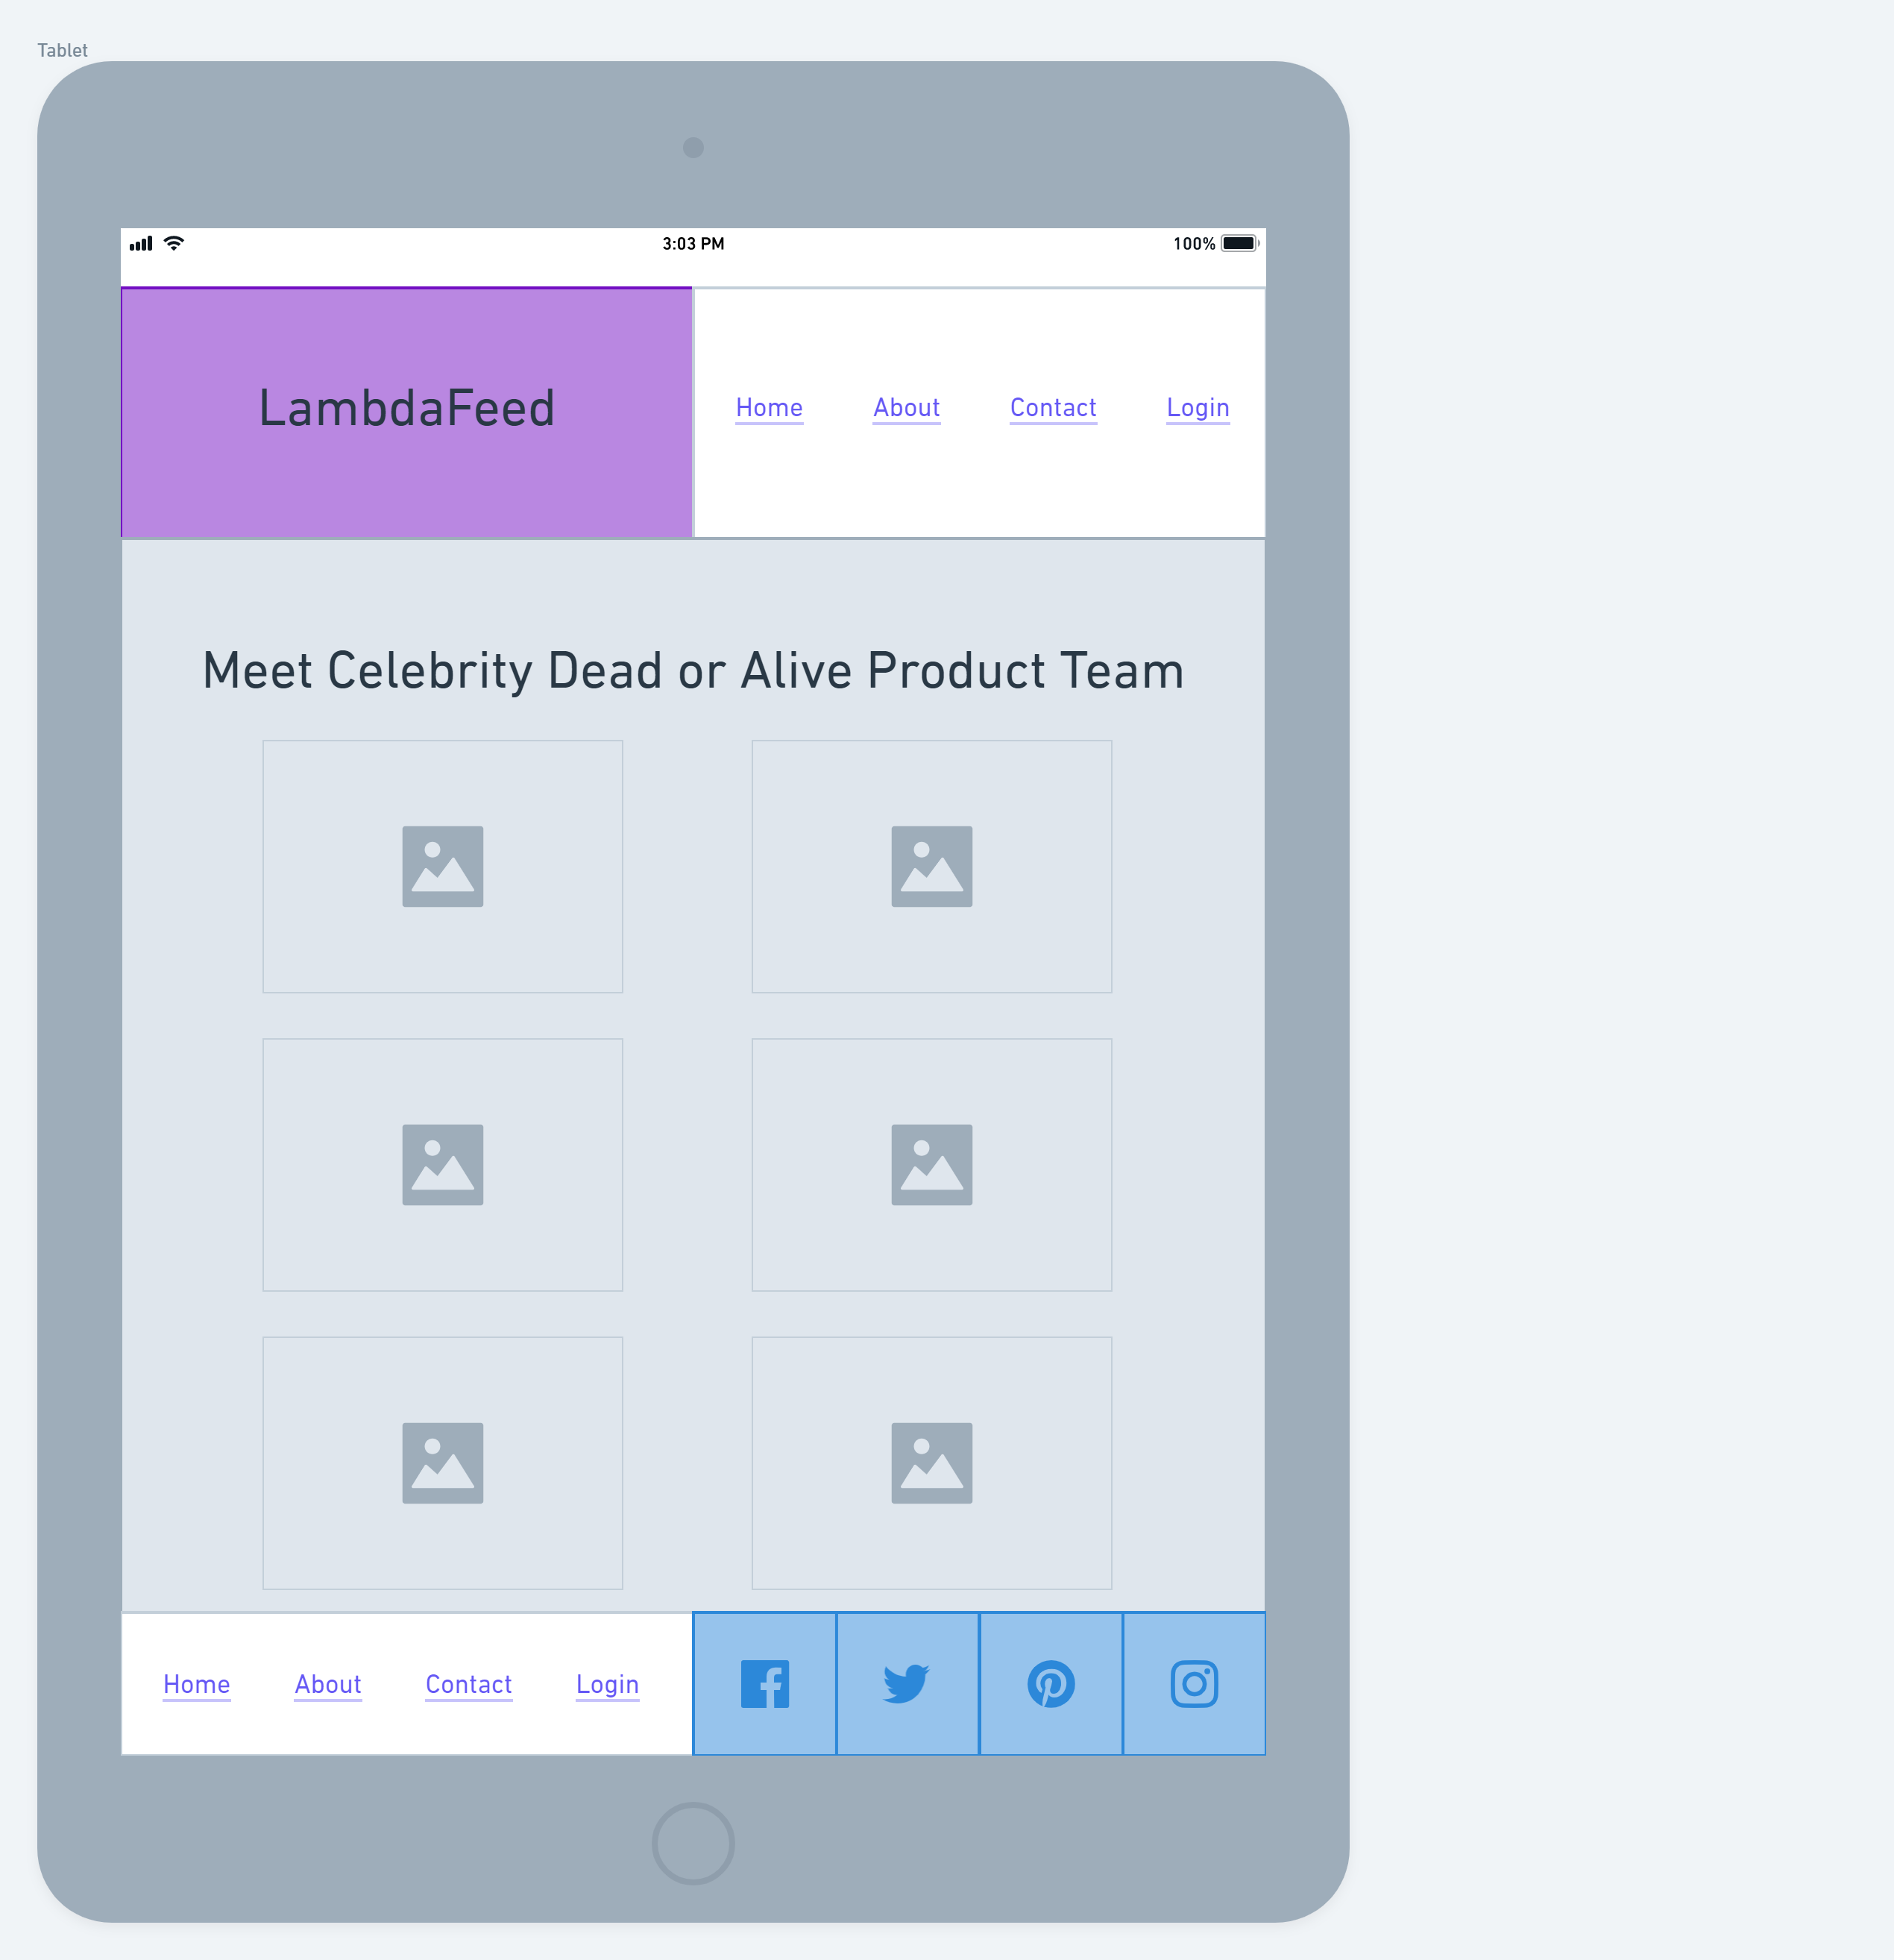 Tablet
3:03 PM
100%
LambdaFeed
Home About Contact Login
Meet Celebrity Dead or Alive Product Team
Home About Contact Login